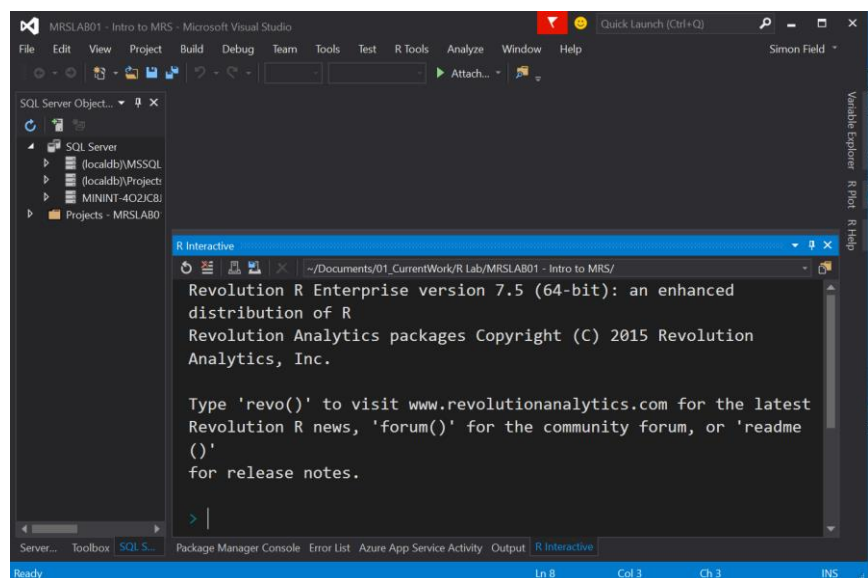 MRSLAB01 - Intro to MRS - Microsoft Visual Studio
Quick Launch (Ctrl+Q)
File Edit View Project Build Debug Team Tools Test R Tools Analyze Window Help
Simon Field
Attach...
SQL Server Object...
SQL Server
(localdb)\MSSQL
(localdb)\Projects
MININT-4O2JC8J
Projects - MRSLAB0
Variable Explorer
R Plot
R Help
R Interactive
~/Documents/01_CurrentWork/R Lab/MRSLAB01 - Intro to MRS/
Revolution R Enterprise version 7.5 (64-bit): an enhanced
distribution of R
Revolution Analytics packages Copyright (C) 2015 Revolution
Analytics, Inc.
Type 'revo()' to visit www.revolutionanalytics.com for the latest
Revolution R news, 'forum()' for the community forum, or 'readme
()'
for release notes.
>
Server... Toolbox SQL S...
Package Manager Console Error List Azure App Service Activity Output R Interactive
Ready Ln 8 Col 3 Ch 3 INS